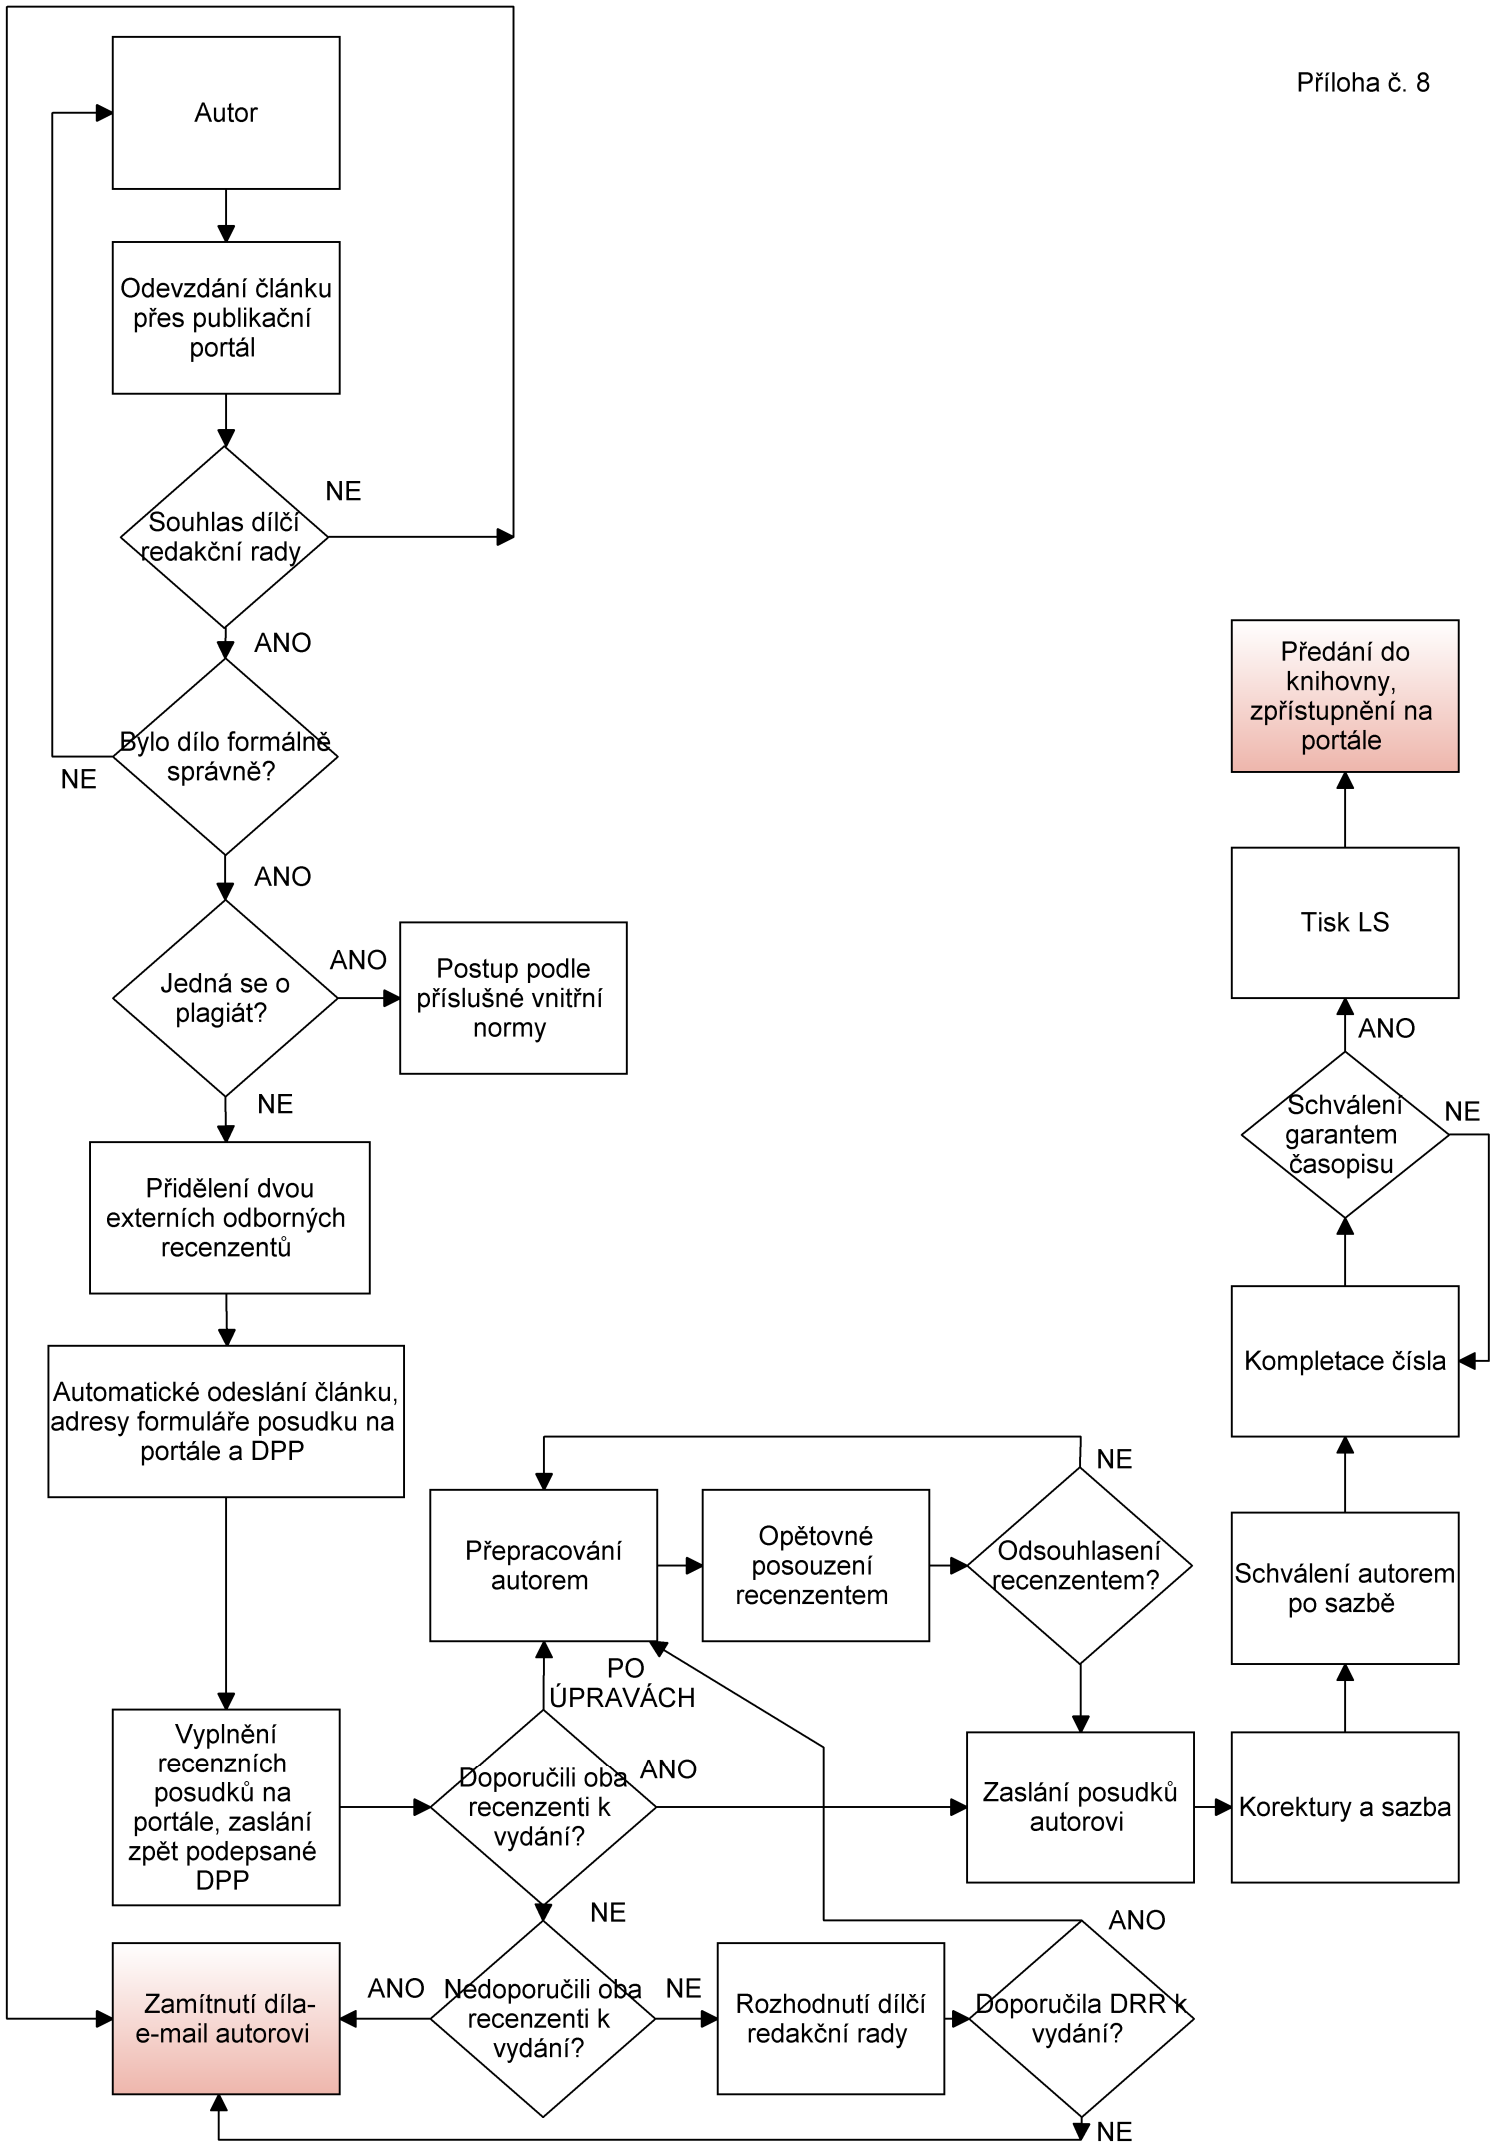 Příloha č. 8
Autor
Odevzdání článku
přes publikační
portál
NE
Souhlas dílčí
redakční rady
ANO
Bylo dílo formálně
správně?
NE
ANO
Jedná se o
plagiát?
ANO
Postup podle
příslušné vnitřní
normy
NE
Přidělení dvou
externích odborných
recenzentů
Automatické odeslání článku,
adresy formuláře posudku na
portále a DPP
Vyplnění
recenzních
posudků na
portále, zaslání
zpět podepsané
DPP
Doporučili oba
recenzenti k
vydání?
PO
ÚPRAVÁCH
ANO
NE
Přepracování
autorem
Opětovné
posouzení
recenzentem
Odsouhlasení
recenzentem?
NE
Zaslání posudků
autorovi
Nedoporučili oba
recenzenti k
vydání?
ANO
NE
Zamítnutí díla-
e-mail autorovi
Rozhodnutí dílčí
redakční rady
Doporučila DRR k
vydání?
ANO
NE
Korektury a sazba
Schválení autorem
po sazbě
Kompletace čísla
Schválení
garantem
časopisu
NE
ANO
Tisk LS
Předání do
knihovny,
zpřístupnění na
portále